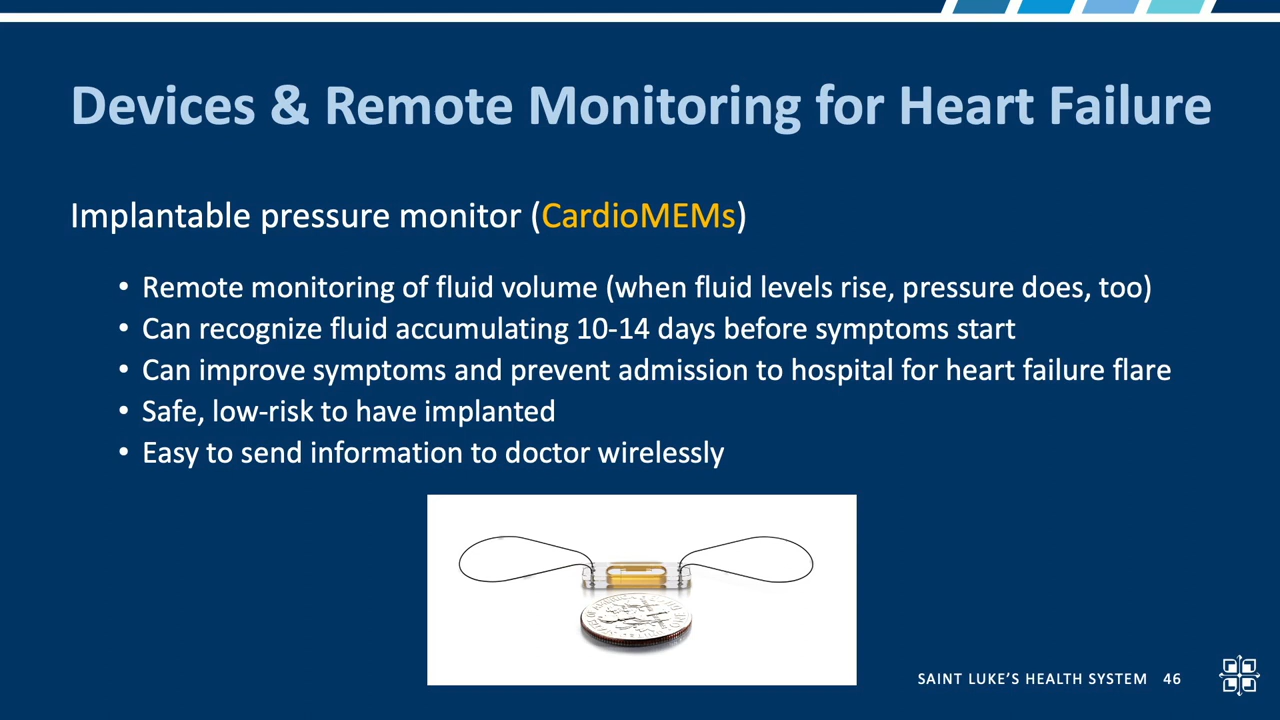 Devices & Remote Monitoring for Heart Failure
Implantable pressure monitor (CardioMEMs)
• Remote monitoring of fluid volume (when fluid levels rise, pressure does, too)
• Can recognize fluid accumulating 10-14 days before symptoms start
• Can improve symptoms and prevent admission to hospital for heart failure flare
• Safe, low-risk to have implanted
• Easy to send information to doctor wirelessly
SAINT LUKE'S HEALTH SYSTEM 46